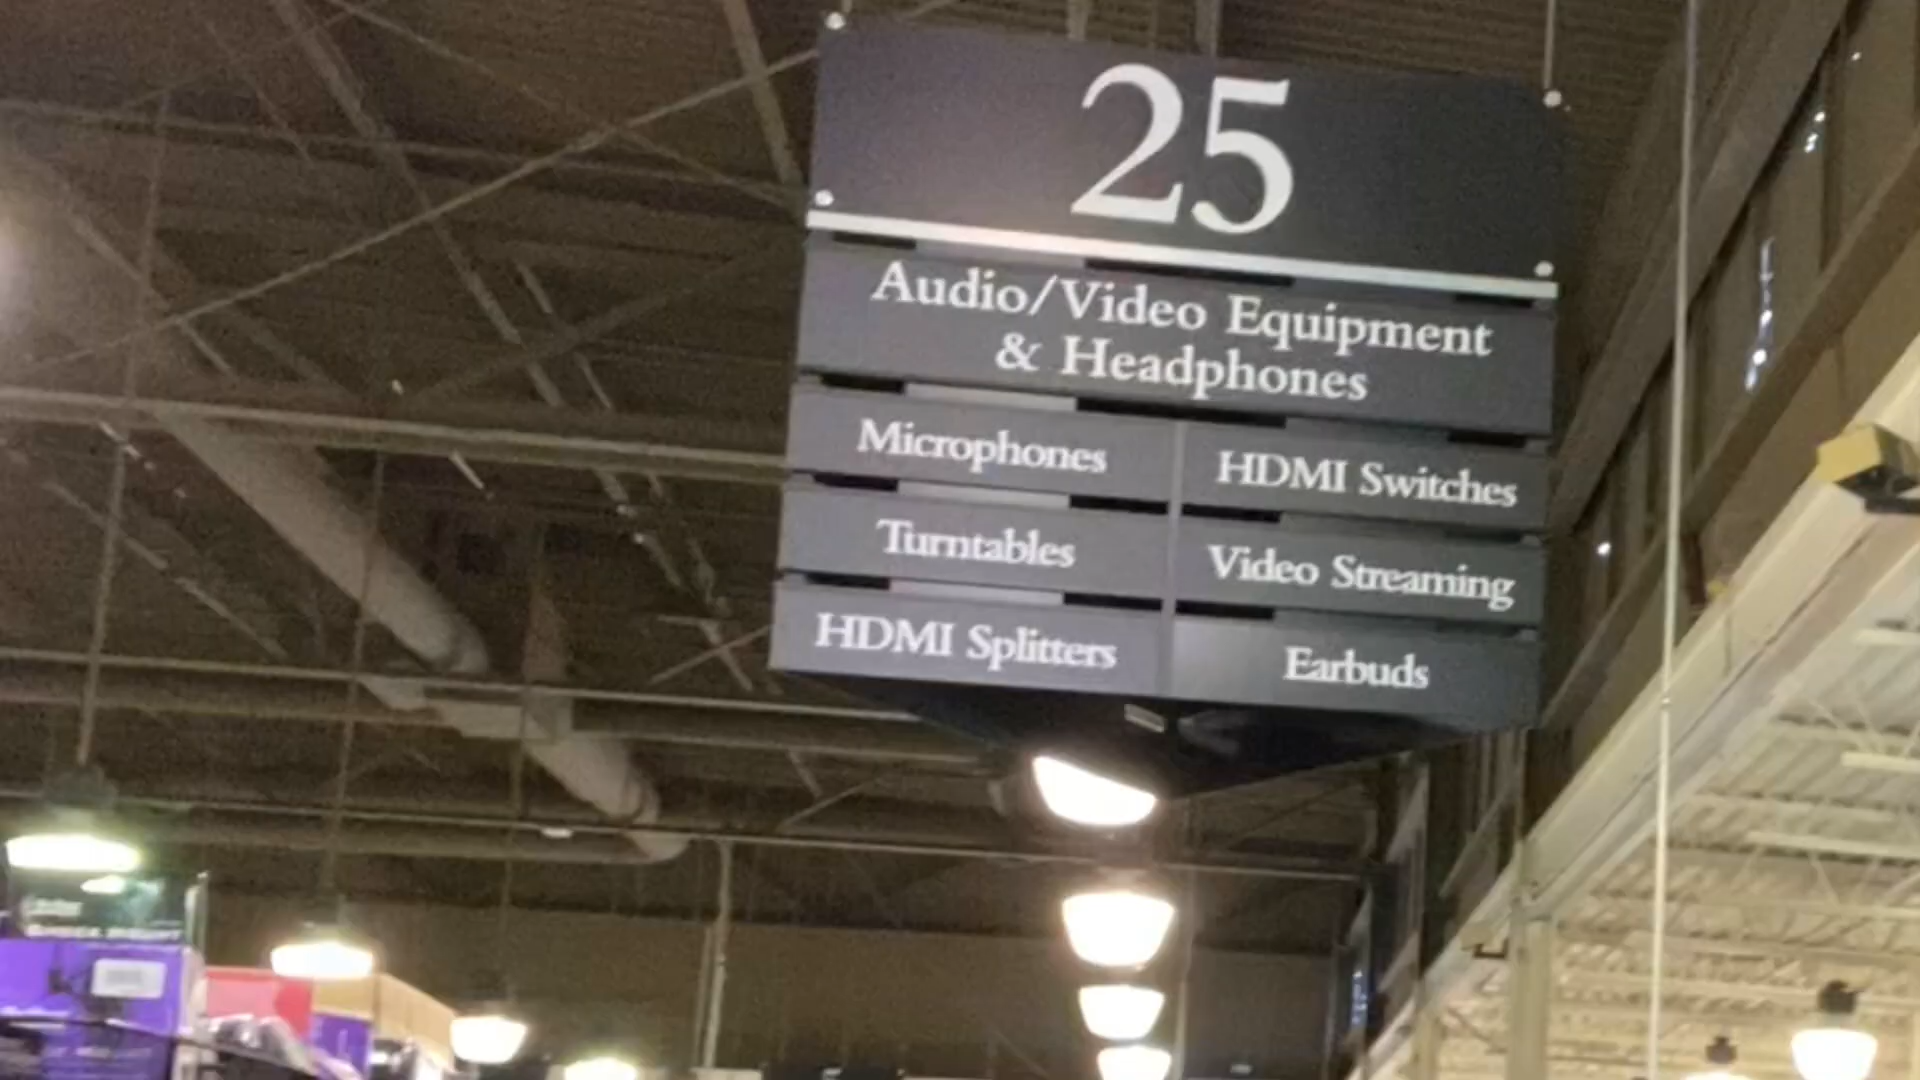 25
Audio/Video Equipment
& Headphones
Microphones
HDMI Switches
Turntables
Video Streaming
HDMI Splitters
Earbuds